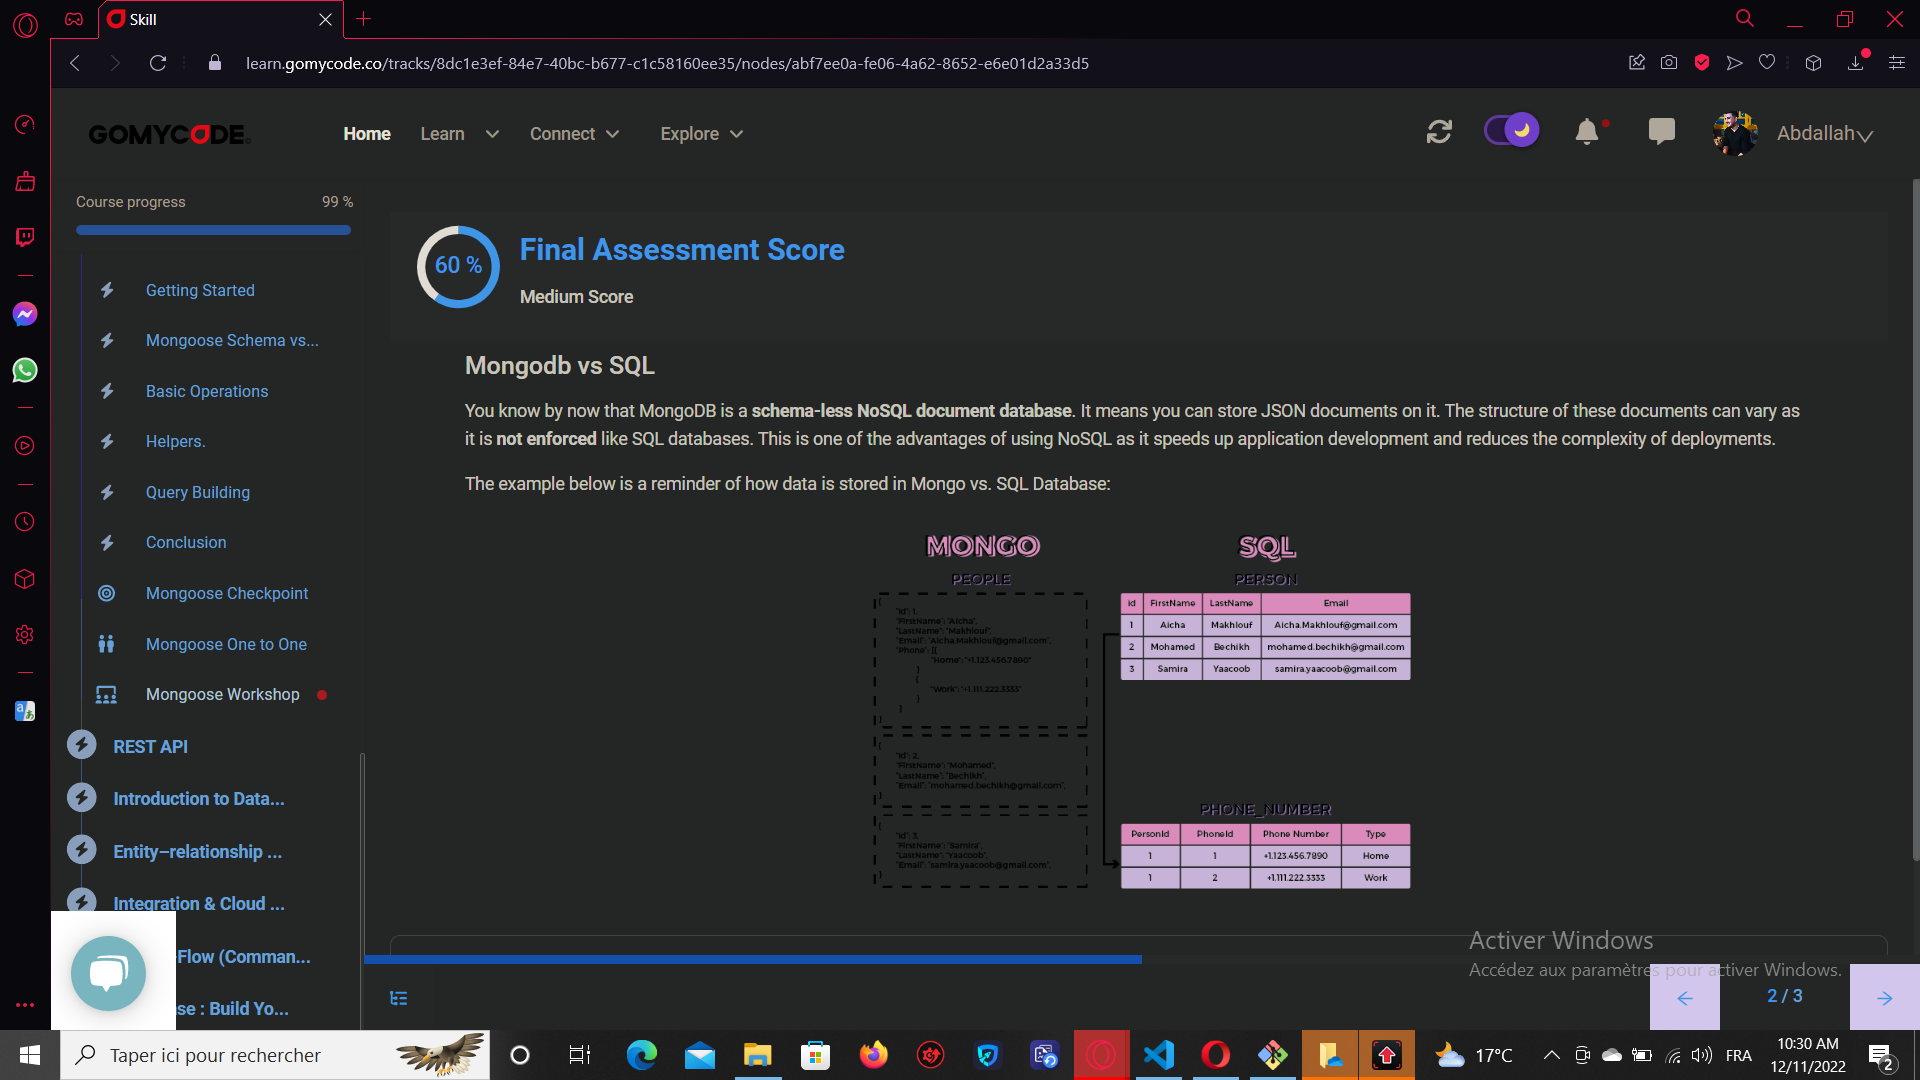 Skill
learn.gomycode.co/tracks/8dc1e3ef-84e7-40bc-b677-c1c58160ee35/nodes/abf7ee0a-fe06-4a62-8652-e6e01d2a33d5
GOMYCODE
Home
Learn
Connect
Explore
Abdallah
Course progress
99 %
Getting Started
Mongoose Schema vs...
Basic Operations
Helpers.
Query Building
Conclusion
Mongoose Checkpoint
Mongoose One to One
Mongoose Workshop
REST API
Introduction to Data...
Entity–relationship ...
Integration & Cloud ...
-Flow (Comman...
se : Build Yo...
60 %
Final Assessment Score
Medium Score
Mongodb vs SQL
You know by now that MongoDB is a schema-less NoSQL document database. It means you can store JSON documents on it. The structure of these documents can vary as
it is not enforced like SQL databases. This is one of the advantages of using NoSQL as it speeds up application development and reduces the complexity of deployments.
The example below is a reminder of how data is stored in Mongo vs. SQL Database:
MONGO
PEOPLE
{
"id": 1,
"FirstName": "Aicha",
"LastName": "Makhlouf",
"Email": "Aicha.Makhlouf@gmail.com",
"Phone": [{
"Home": "+1.123.456.7890"
}
{
"Work": "+1.111.222.3333"
}
]
}
{
"id": 2,
"FirstName": "Mohamed",
"LastName": "Bechikh",
"Email": "mohamed.bechikh@gmail.com",
}
{
"id": 3,
"FirstName": "Samira",
"LastName": "Yaacoob",
"Email": "samira.yaacoob@gmail.com",
}
SQL
PERSON
id FirstName LastName Email
1 Aicha Makhlouf Aicha.Makhlouf@gmail.com
2 Mohamed Bechikh mohamed.bechikh@gmail.com
3 Samira Yaacoob samira.yaacoob@gmail.com
PHONE_NUMBER
PersonId PhoneId Phone Number Type
1 1 +1.123.456.7890 Home
1 2 +1.111.222.3333 Work
Activer Windows
Accédez aux paramètres pour activer Windows.
2 / 3
Taper ici pour rechercher
17°C
FRA
10:30 AM
12/11/2022
2